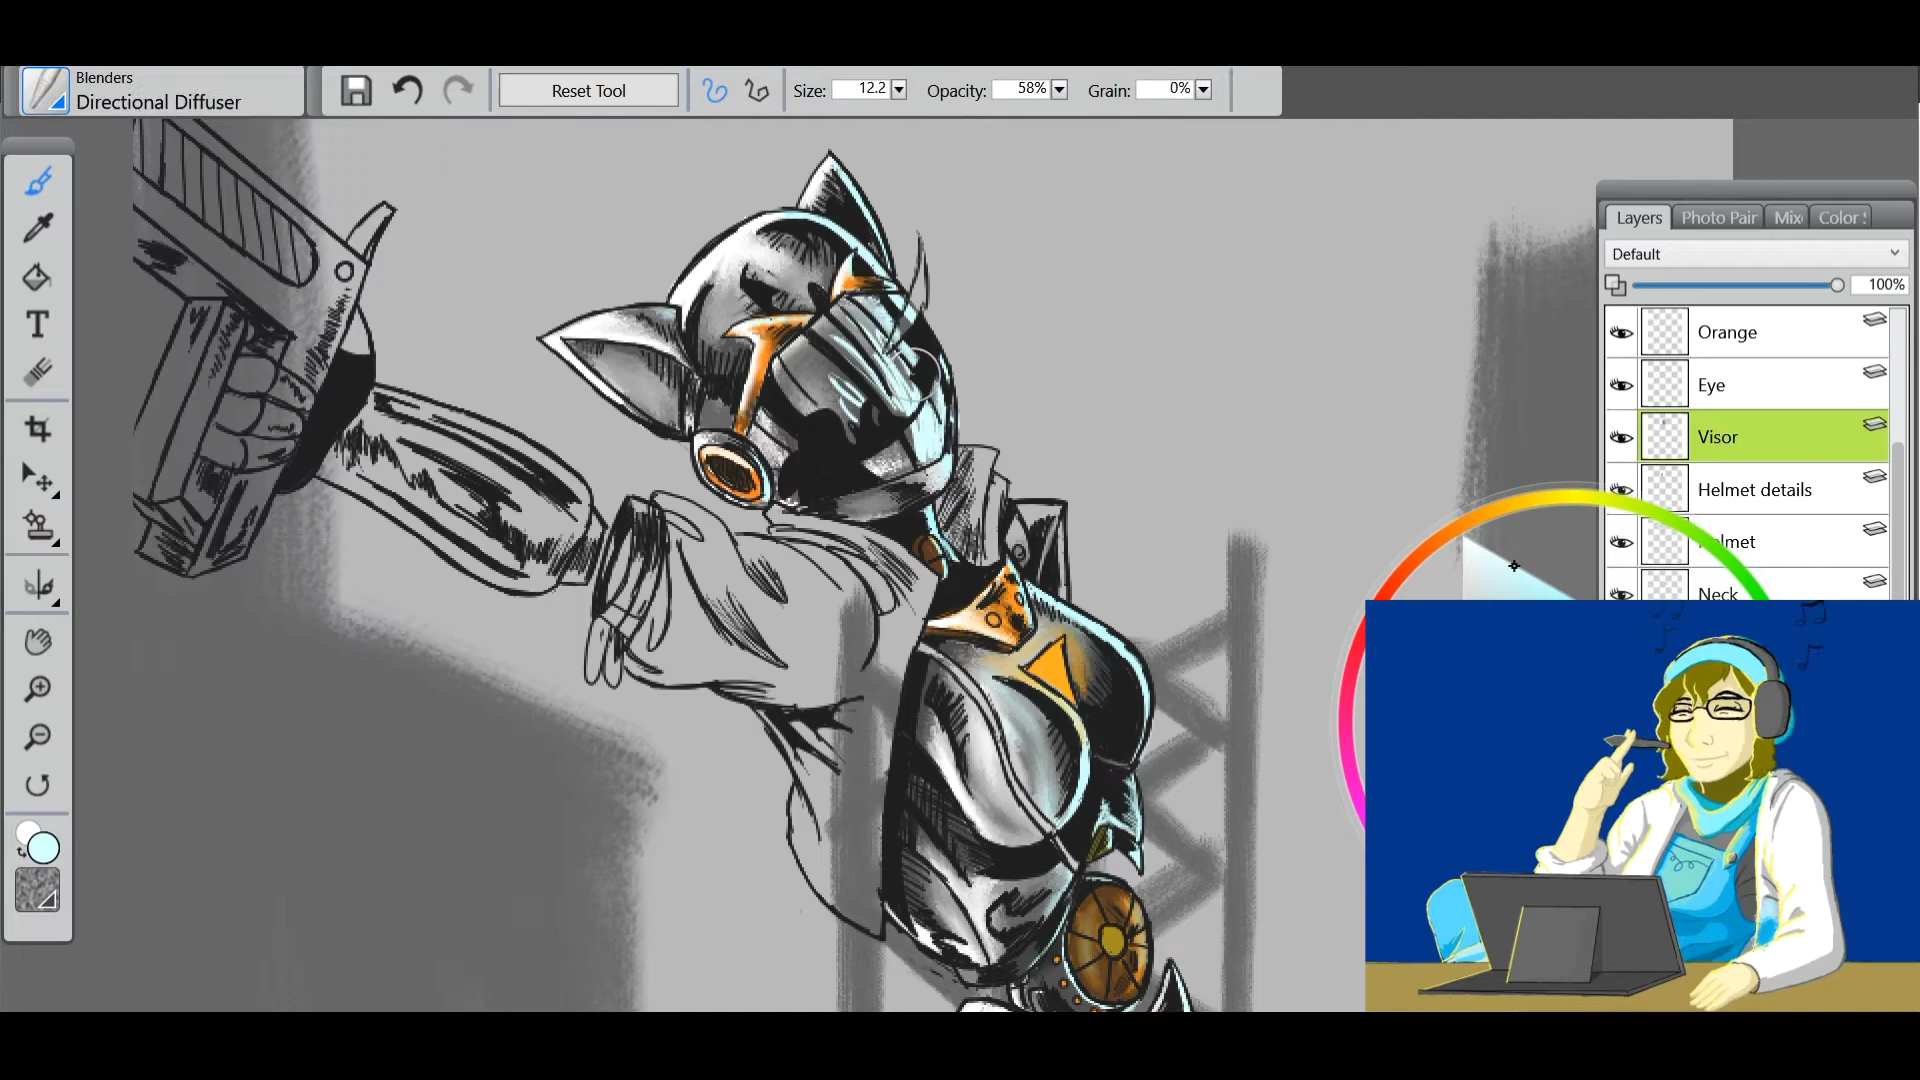 Blenders
Directional Diffuser
Reset Tool
Size: 12.2
Opacity: 58%
Grain: 0%
Layers
Photo Pair
Mix
Color
Default
100%
Orange
Eye
Visor
Helmet details
Neck